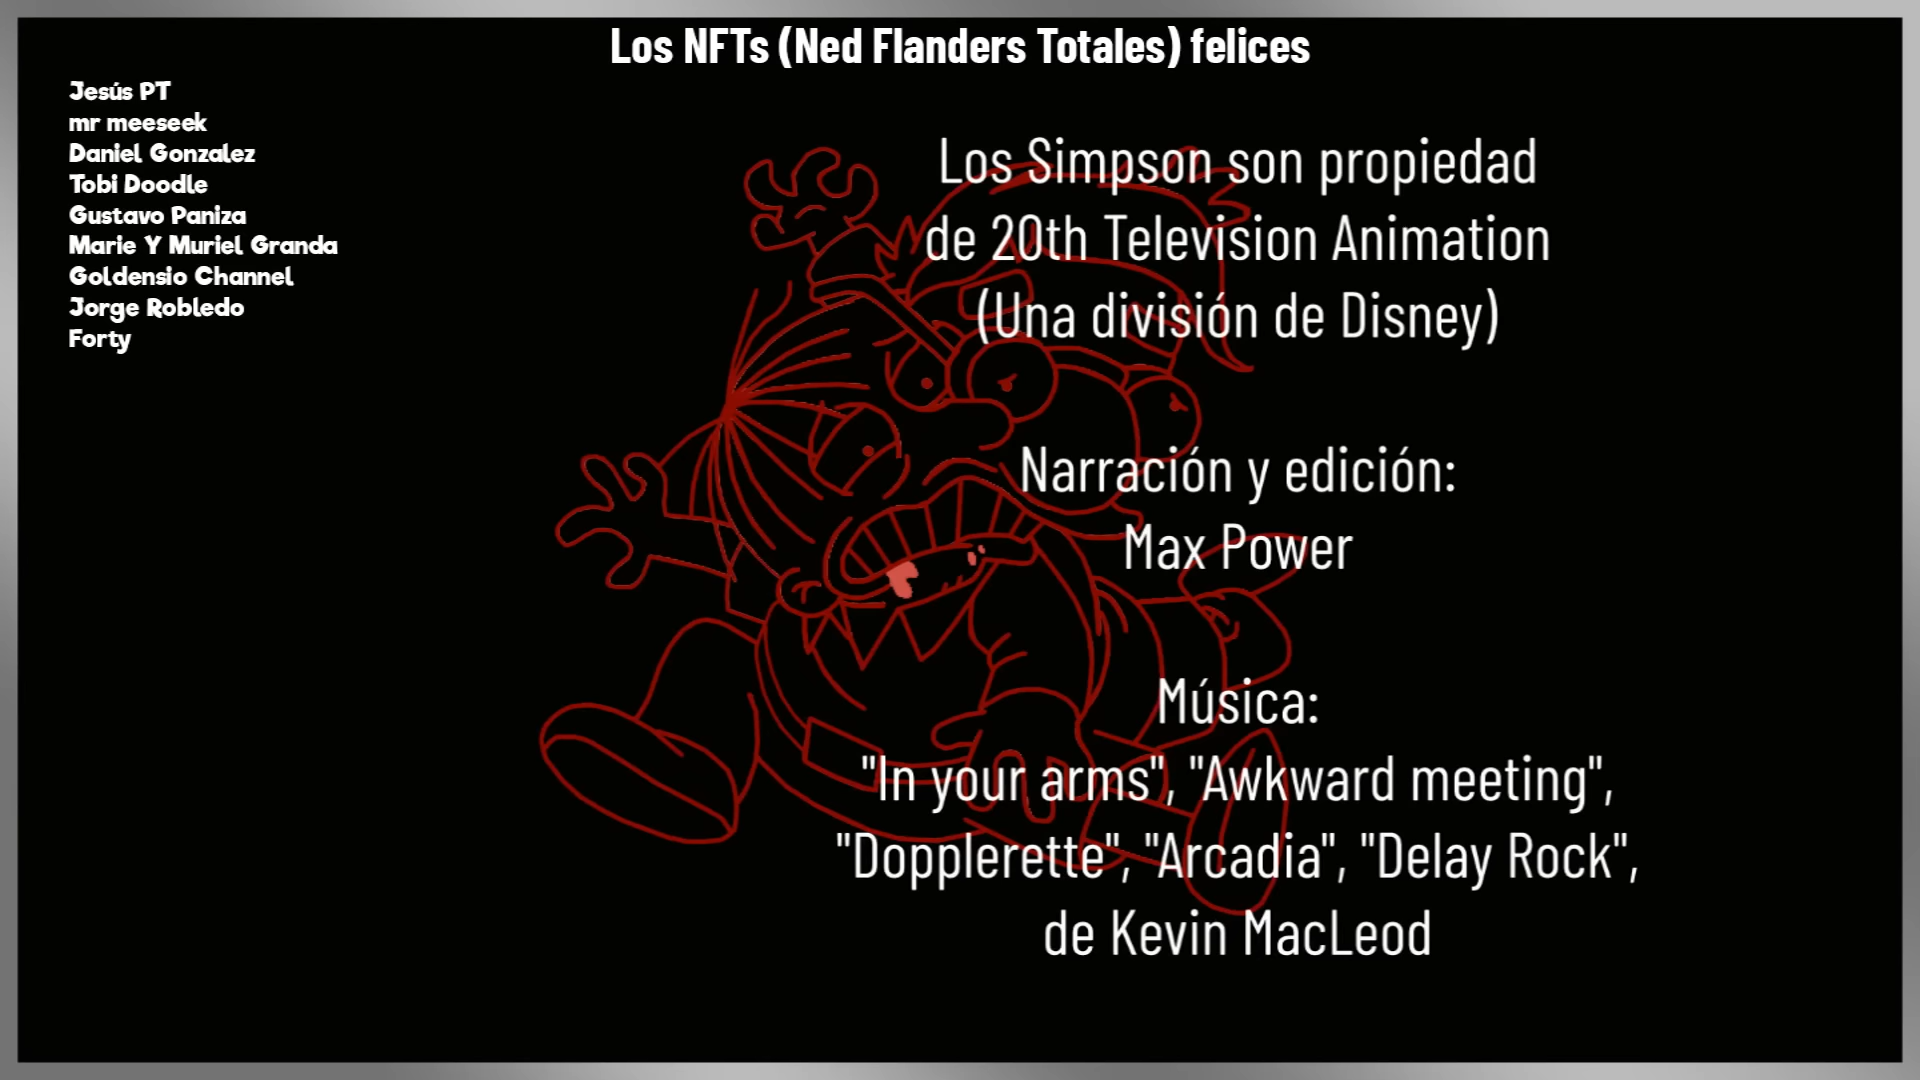 Los NFTs (Ned Flanders Totales) felices
Jesús PT
mr meeseek
Daniel Gonzalez
Tobi Doodle
Gustavo Paniza
Marie Y Muriel Granda
Goldensio Channel
Jorge Robledo
Forty
Los Simpson son propiedad
de 20th Television Animation
(Una división de Disney)
Narración y edición:
Max Power
Música:
"In your arms", "Awkward meeting",
"Dopplerette", "Arcadia", "Delay Rock",
de Kevin MacLeod